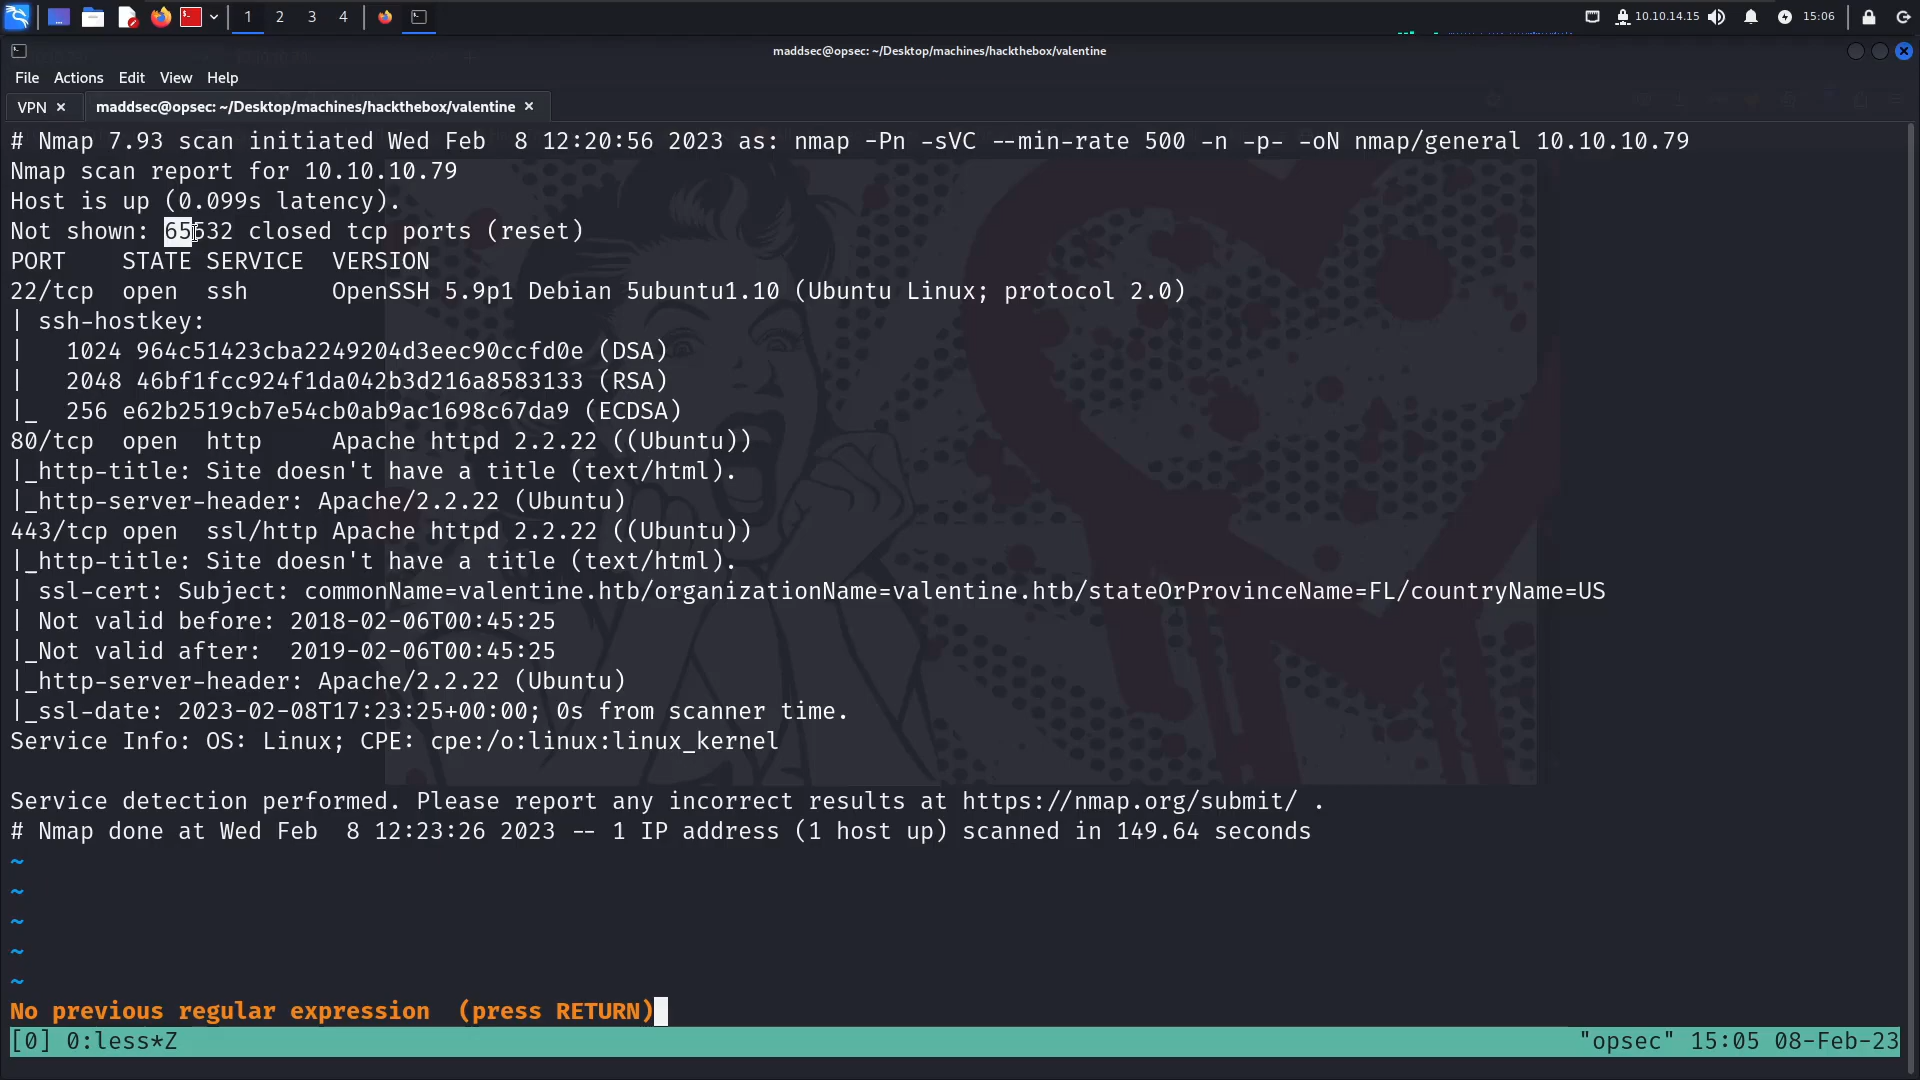 1 2 3 4
10.10.14.15
15:06
maddsec@opsec: ~/Desktop/machines/hackthebox/valentine
File Actions Edit View Help
VPN × maddsec@opsec: ~/Desktop/machines/hackthebox/valentine ×
# Nmap 7.93 scan initiated Wed Feb  8 12:20:56 2023 as: nmap -Pn -sVC --min-rate 500 -n -p- -oN nmap/general 10.10.10.79
Nmap scan report for 10.10.10.79
Host is up (0.099s latency).
Not shown: 65532 closed tcp ports (reset)
PORT    STATE SERVICE  VERSION
22/tcp  open  ssh      OpenSSH 5.9p1 Debian 5ubuntu1.10 (Ubuntu Linux; protocol 2.0)
| ssh-hostkey:
|   1024 964c51423cba2249204d3eec90ccfd0e (DSA)
|   2048 46bf1fcc924f1da042b3d216a8583133 (RSA)
|_  256 e62b2519cb7e54cb0ab9ac1698c67da9 (ECDSA)
80/tcp  open  http     Apache httpd 2.2.22 ((Ubuntu))
|_http-title: Site doesn't have a title (text/html).
|_http-server-header: Apache/2.2.22 (Ubuntu)
443/tcp open  ssl/http Apache httpd 2.2.22 ((Ubuntu))
|_http-title: Site doesn't have a title (text/html).
| ssl-cert: Subject: commonName=valentine.htb/organizationName=valentine.htb/stateOrProvinceName=FL/countryName=US
| Not valid before: 2018-02-06T00:45:25
|_Not valid after:  2019-02-06T00:45:25
|_http-server-header: Apache/2.2.22 (Ubuntu)
|_ssl-date: 2023-02-08T17:23:25+00:00; 0s from scanner time.
Service Info: OS: Linux; CPE: cpe:/o:linux:linux_kernel
Service detection performed. Please report any incorrect results at https://nmap.org/submit/ .
# Nmap done at Wed Feb  8 12:23:26 2023 -- 1 IP address (1 host up) scanned in 149.64 seconds
~
~
~
~
~
No previous regular expression  (press RETURN)
[0] 0:less*Z "opsec" 15:05 08-Feb-23